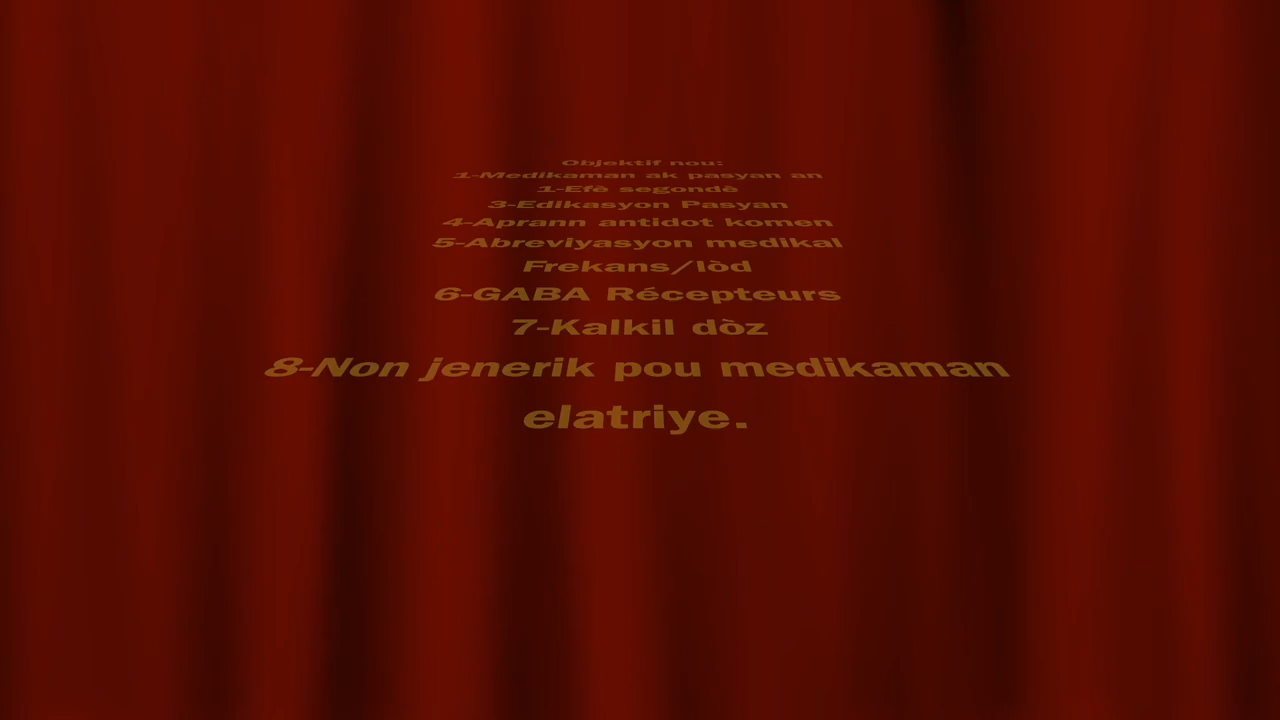 Objektif nou:
1-Medikaman ak pasyan an
1-Efè segondè
3-Edikasyon Pasyan
4-Aprann antidot komen
5-Abreviyasyon medikal
Frekans/lòd
6-GABA Récepteurs
7-Kalkil dòz
8-Non jenerik pou medikaman
elatriye.